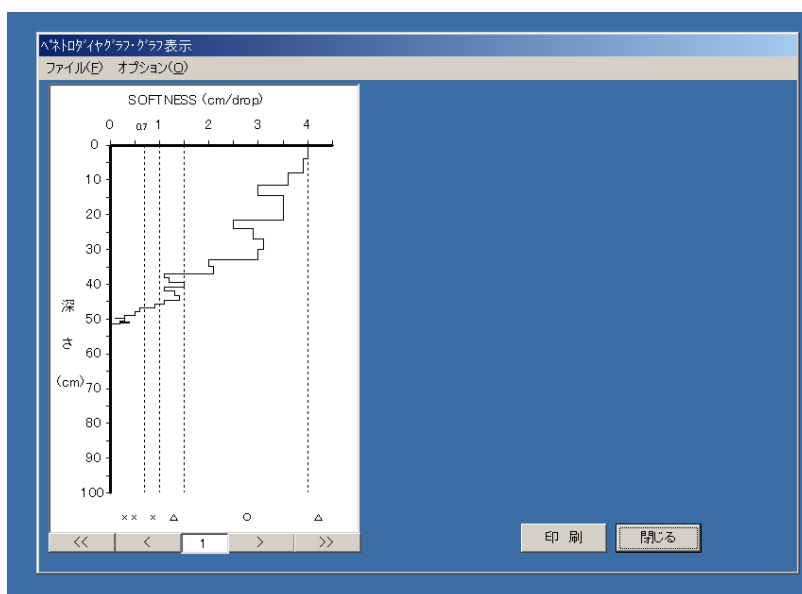 ﾍﾟﾈﾄﾛﾀﾞｲﾔｸﾞﾗﾌ･ｸﾞﾗﾌ表示
ファイル(F) オプション(O)
SOFTNESS (cm/drop)
0 0.7 1 2 3 4
0
10
20
30
40
50
60
70
80
90
100
深さ(cm)
×× × △ ○ △
<< < 1 > >>
印 刷 閉じる